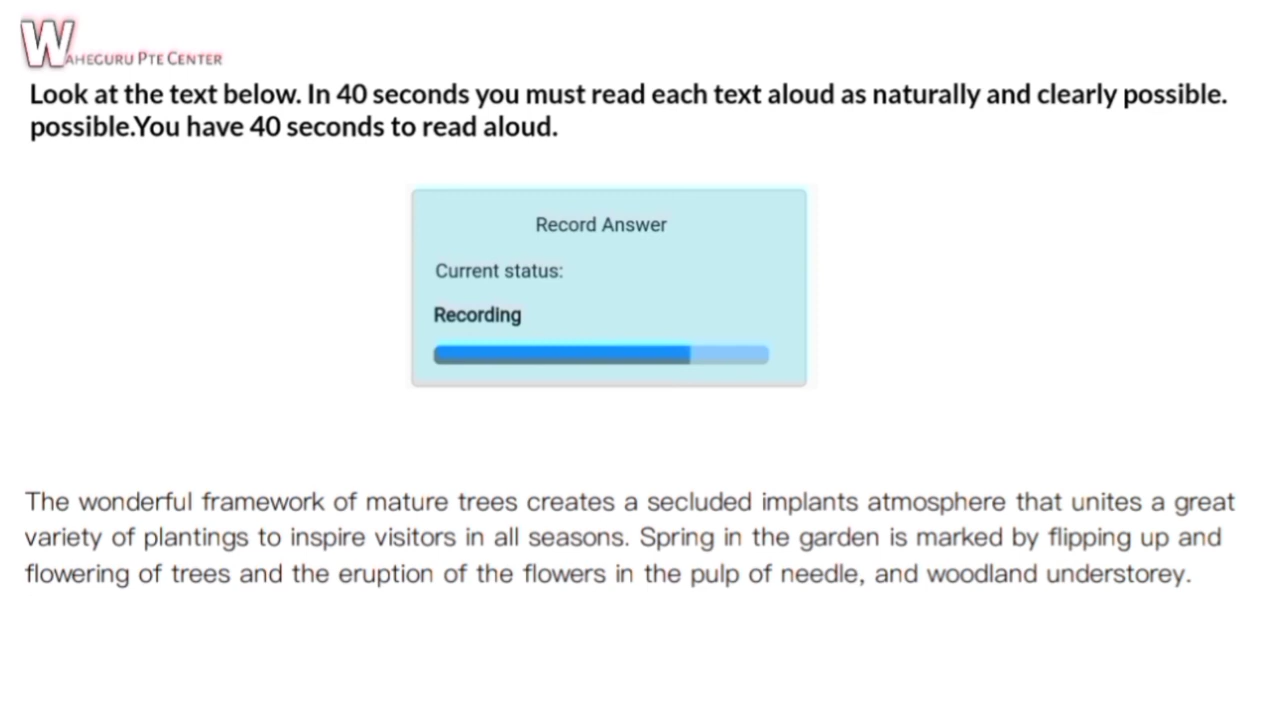 WAHEGURU PTE CENTER
Look at the text below. In 40 seconds you must read each text aloud as naturally and clearly possible.
possible.You have 40 seconds to read aloud.
Record Answer
Current status:
Recording
The wonderful framework of mature trees creates a secluded implants atmosphere that unites a great
variety of plantings to inspire visitors in all seasons. Spring in the garden is marked by flipping up and
flowering of trees and the eruption of the flowers in the pulp of needle, and woodland understorey.